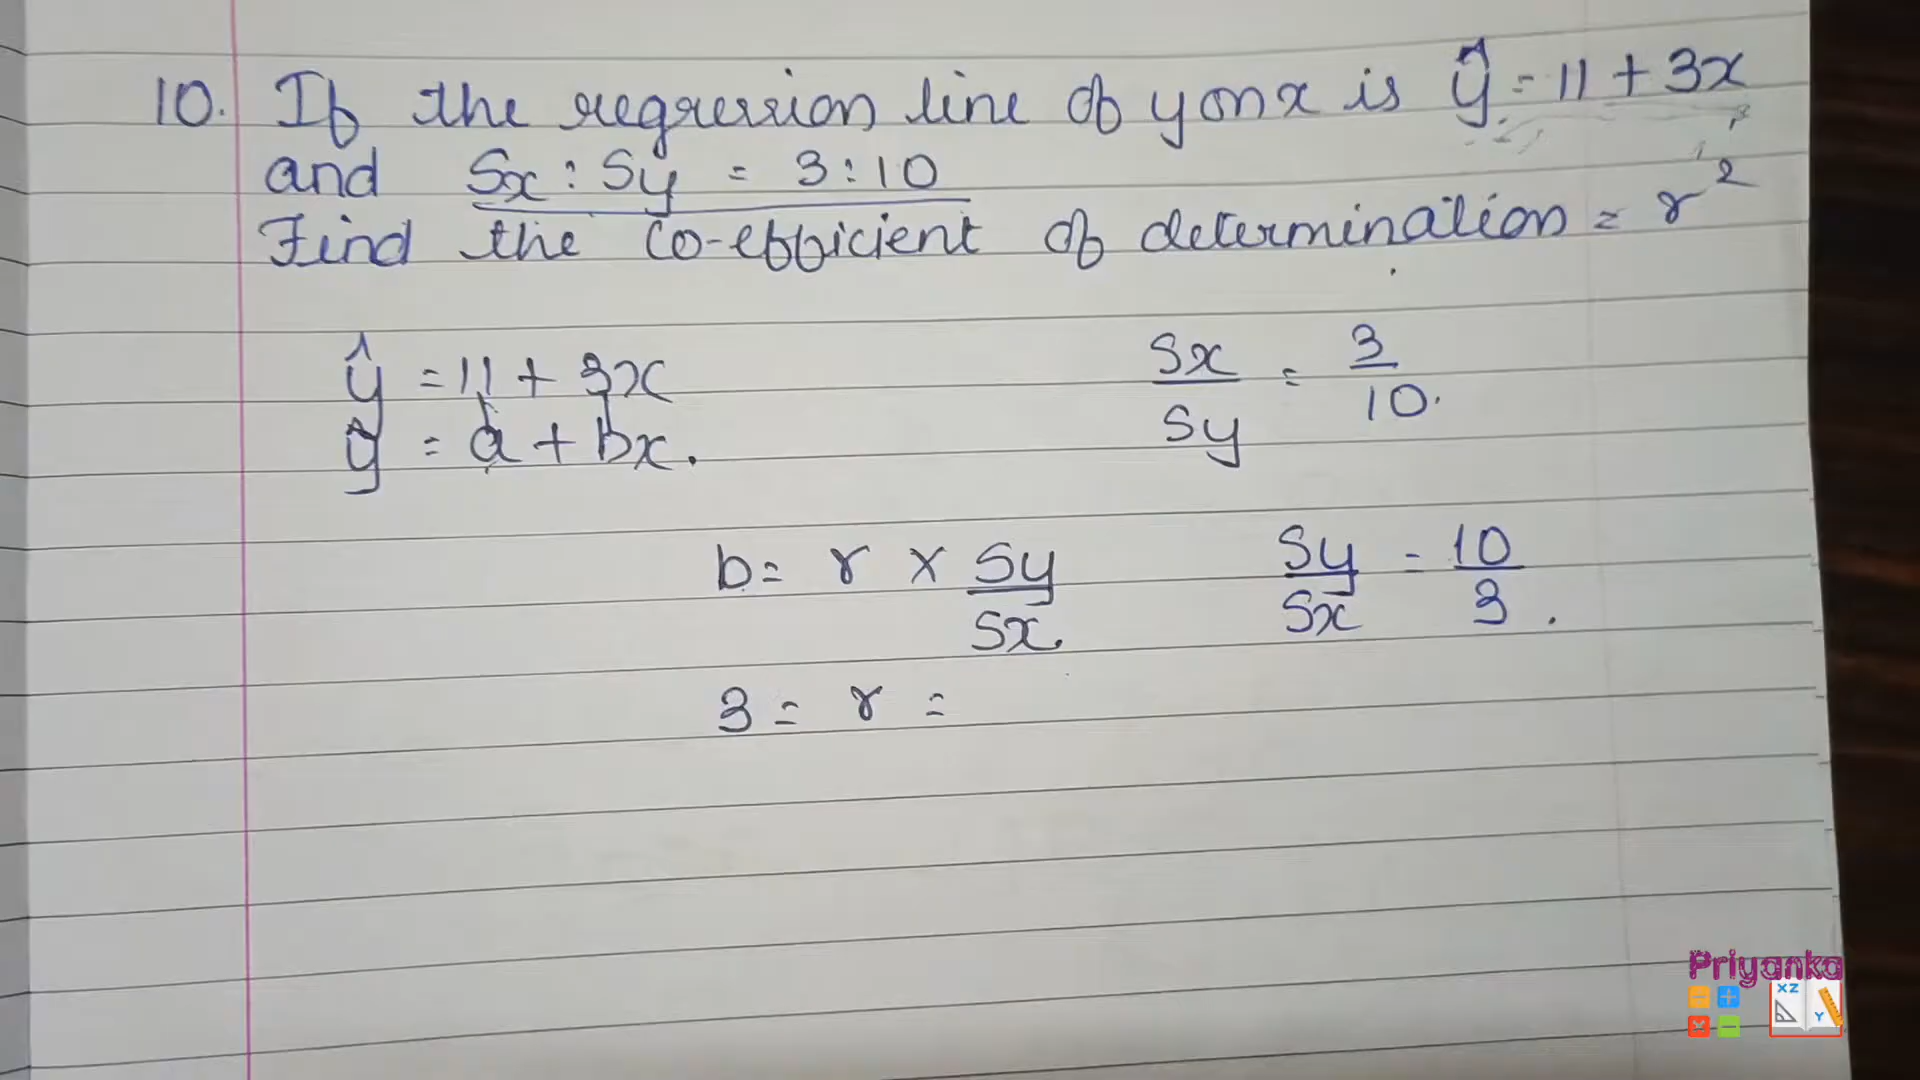 10. If the regression line of y on x is ŷ = 11 + 3x
and Sx : Sy = 3 : 10
Find the co-efficient of determination = r²
ŷ = 11 + 3x
ŷ = a + bx.
Sx/Sy = 3/10.
b = r × Sy/Sx.
Sy/Sx = 10/3.
3 = r =
Priyanka
XZ
Y